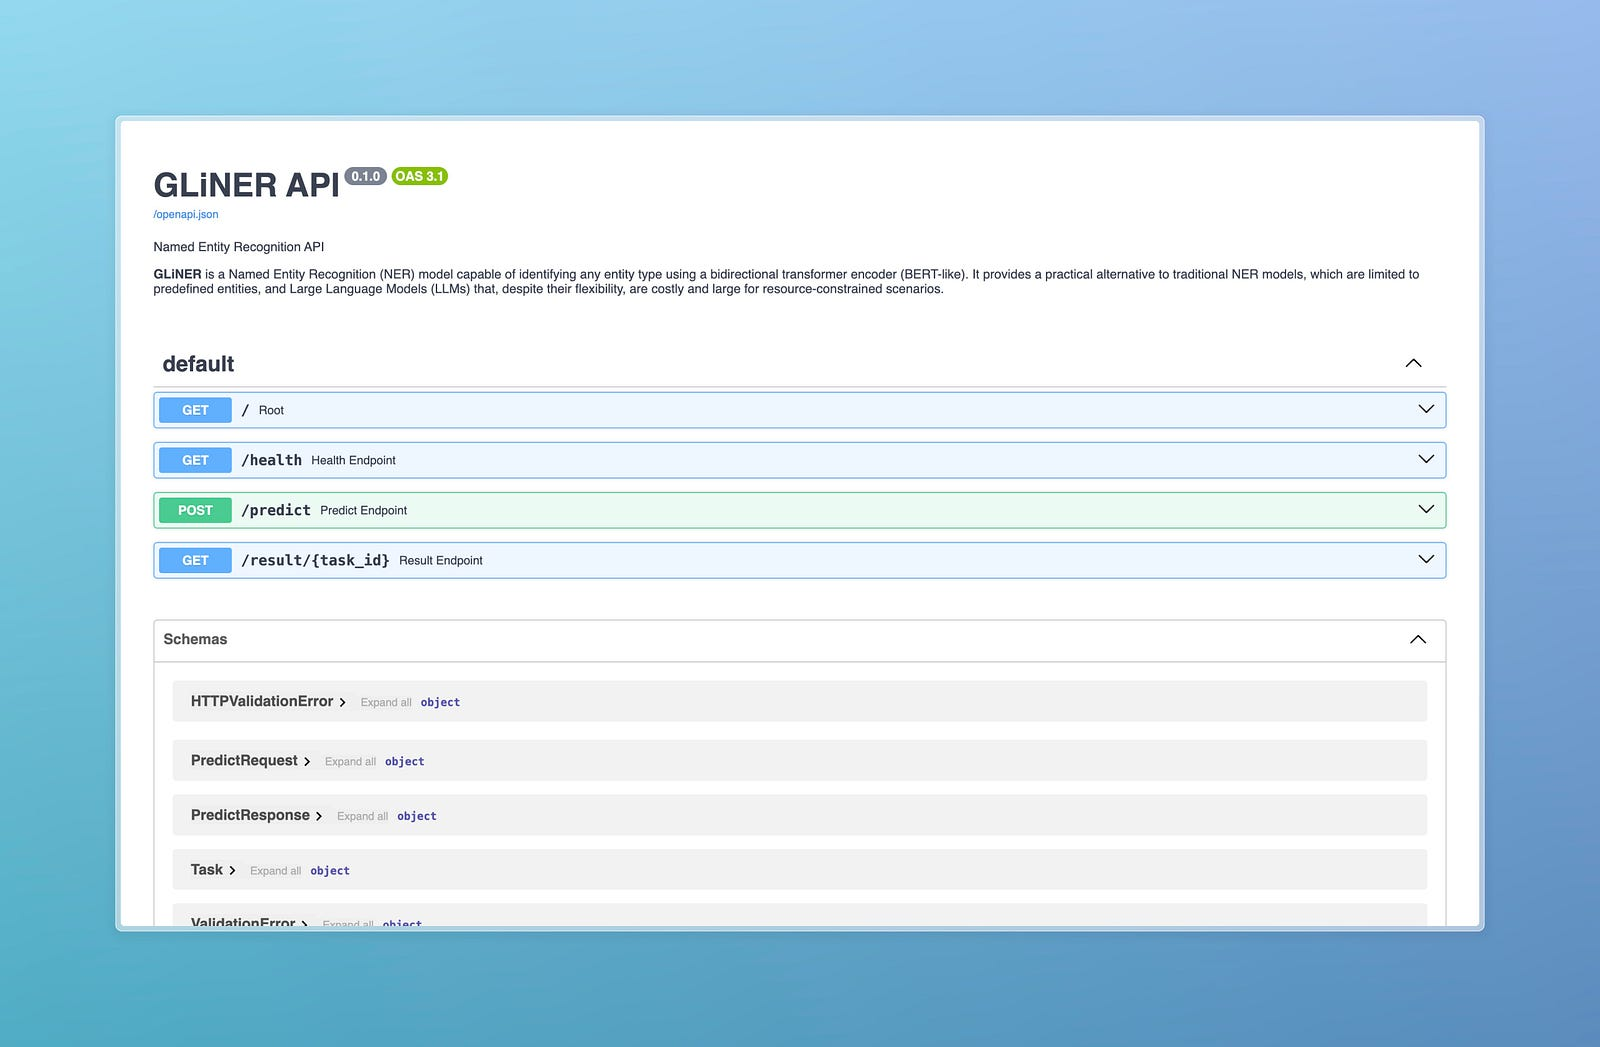 GLiNER API 0.1.0 OAS 3.1
/openapi.json
Named Entity Recognition API
GLiNER is a Named Entity Recognition (NER) model capable of identifying any entity type using a bidirectional transformer encoder (BERT-like). It provides a practical alternative to traditional NER models, which are limited to
predefined entities, and Large Language Models (LLMs) that, despite their flexibility, are costly and large for resource-constrained scenarios.
default
GET / Root
GET /health Health Endpoint
POST /predict Predict Endpoint
GET /result/{task_id} Result Endpoint
Schemas
HTTPValidationError Expand all object
PredictRequest Expand all object
PredictResponse Expand all object
Task Expand all object
ValidationError Expand all object